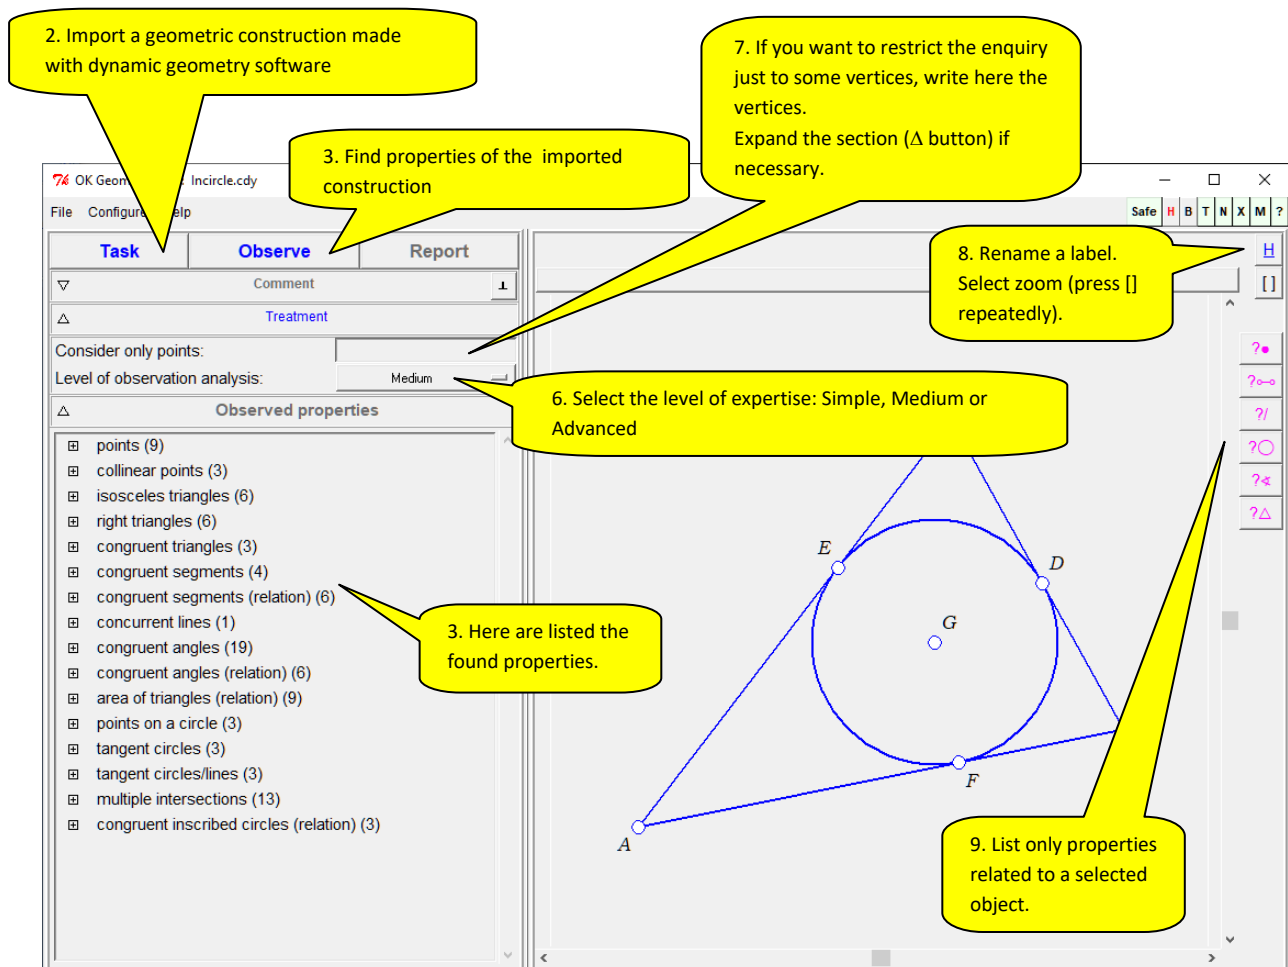 2. Import a geometric construction made
with dynamic geometry software
7. If you want to restrict the enquiry
just to some vertices, write here the
vertices.
Expand the section (Δ button) if
necessary.
3. Find properties of the imported
construction
OK Geom Incircle.cdy
File Configure elp
Safe H B T N X M ?
Task Observe Report
8. Rename a label.
Select zoom (press []
repeatedly).
H
[ ]
Comment
Treatment
Consider only points:
Level of observation analysis: Medium
6. Select the level of expertise: Simple, Medium or
Advanced
Observed properties
points (9)
collinear points (3)
isosceles triangles (6)
right triangles (6)
congruent triangles (3)
congruent segments (4)
congruent segments (relation) (6)
concurrent lines (1)
congruent angles (19)
congruent angles (relation) (6)
area of triangles (relation) (9)
points on a circle (3)
tangent circles (3)
tangent circles/lines (3)
multiple intersections (13)
congruent inscribed circles (relation) (3)
3. Here are listed the
found properties.
?●
?o–o
?/
?○
?∢
?△
E
D
G
F
A
9. List only properties
related to a selected
object.